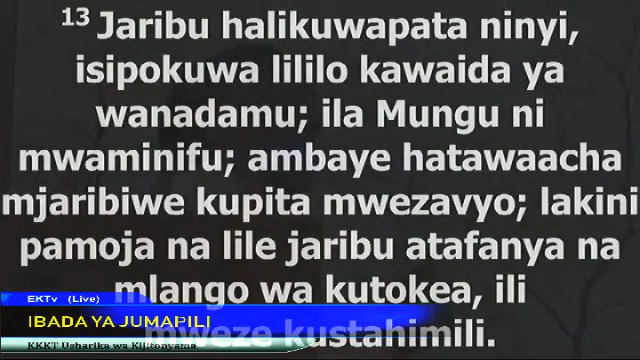 13 Jaribu halikuwapata ninyi,
isipokuwa lililo kawaida ya
wanadamu; ila Mungu ni
mwaminifu; ambaye hatawaacha
mjaribiwe kupita mwezavyo; lakini
pamoja na lile jaribu atafanya na
mlango wa kutokea, ili
mweze kustahimili.
EKTv (Live)
IBADA YA JUMAPILI
KKKT Usharika wa Kijitonyama